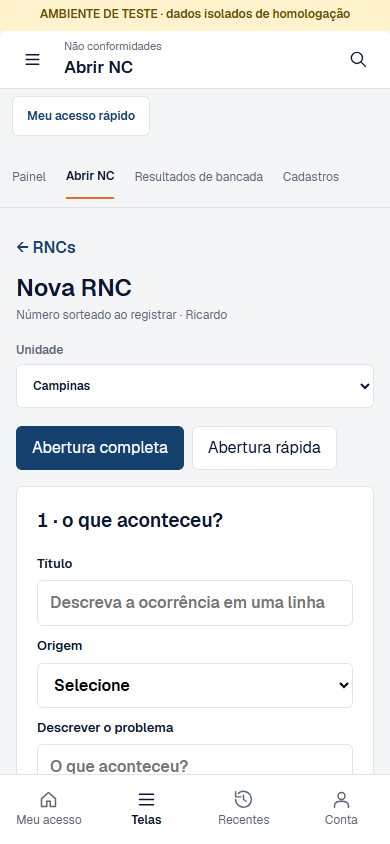 AMBIENTE DE TESTE · dados isolados de homologação
Não conformidades
Abrir NC
Meu acesso rápido
Painel Abrir NC Resultados de bancada Cadastros
← RNCs
Nova RNC
Número sorteado ao registrar · Ricardo
Unidade
Campinas
Abertura completa Abertura rápida
1 · o que aconteceu?
Título
Descreva a ocorrência em uma linha
Origem
Selecione
Descrever o problema
O que aconteceu?
Meu acesso Telas Recentes Conta